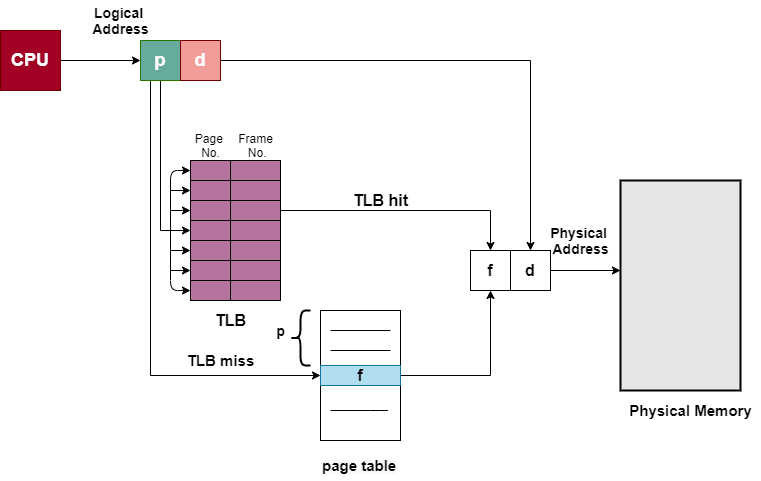 Logical
Address
CPU
p
d
Page
No.
Frame
No.
TLB hit
Physical
Address
f
d
TLB
p
TLB miss
f
Physical Memory
page table